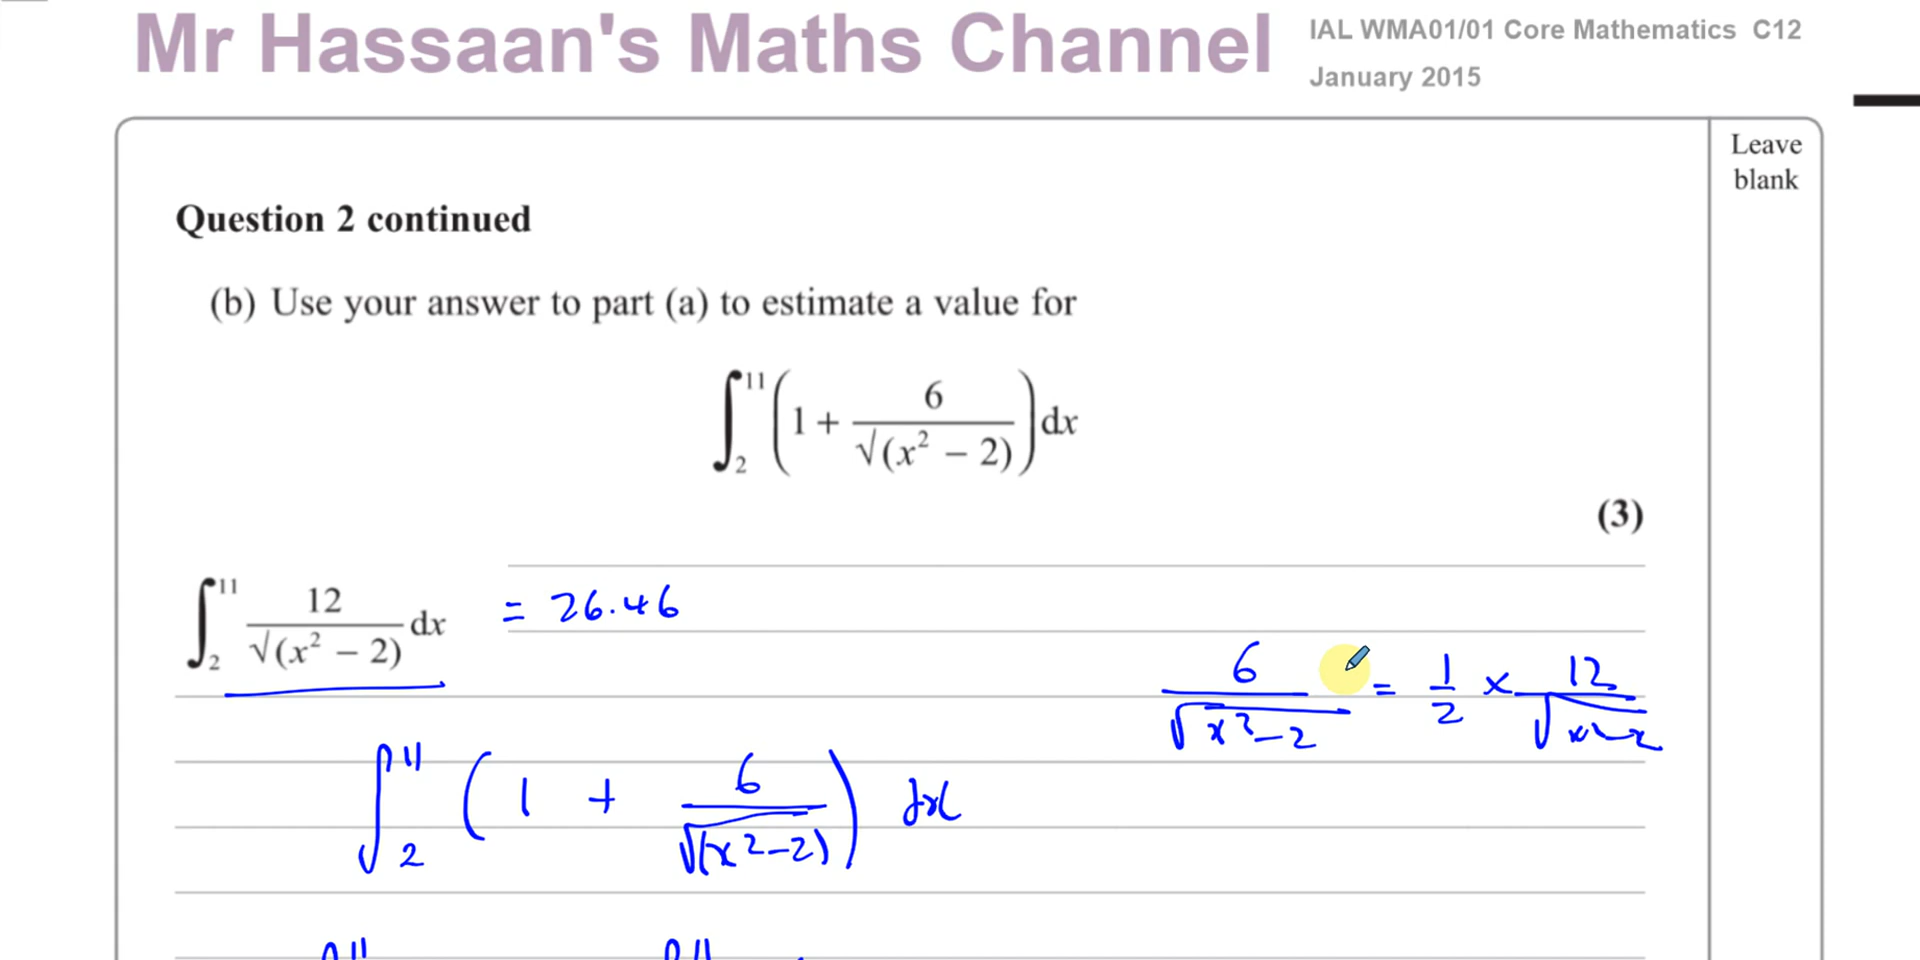 Mr Hassaan's Maths Channel
IAL WMA01/01 Core Mathematics C12
January 2015
Leave
blank
Question 2 continued
(b) Use your answer to part (a) to estimate a value for
∫₂¹¹ (1 + 6/√(x² − 2)) dx
(3)
∫₂¹¹ 12/√(x² − 2) dx = 26.46
6/√(x² − 2) = 1/2 × 12/√
∫₂¹¹ (1 + 6/√(x² − 2)) dx
11 11